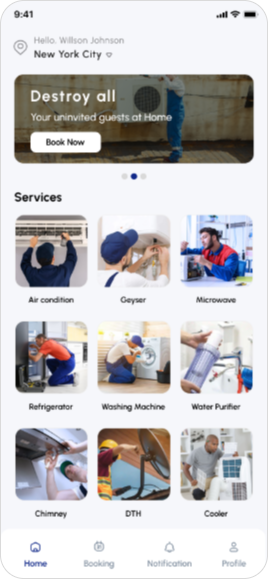 9:41
Hello, Willson Johnson
New York City
Destroy all
Your uninvited guests at Home
Book Now
Services
Air condition
Geyser
Microwave
Refrigerator
Washing Machine
Water Purifier
Chimney
DTH
Cooler
Home
Booking
Notification
Profile